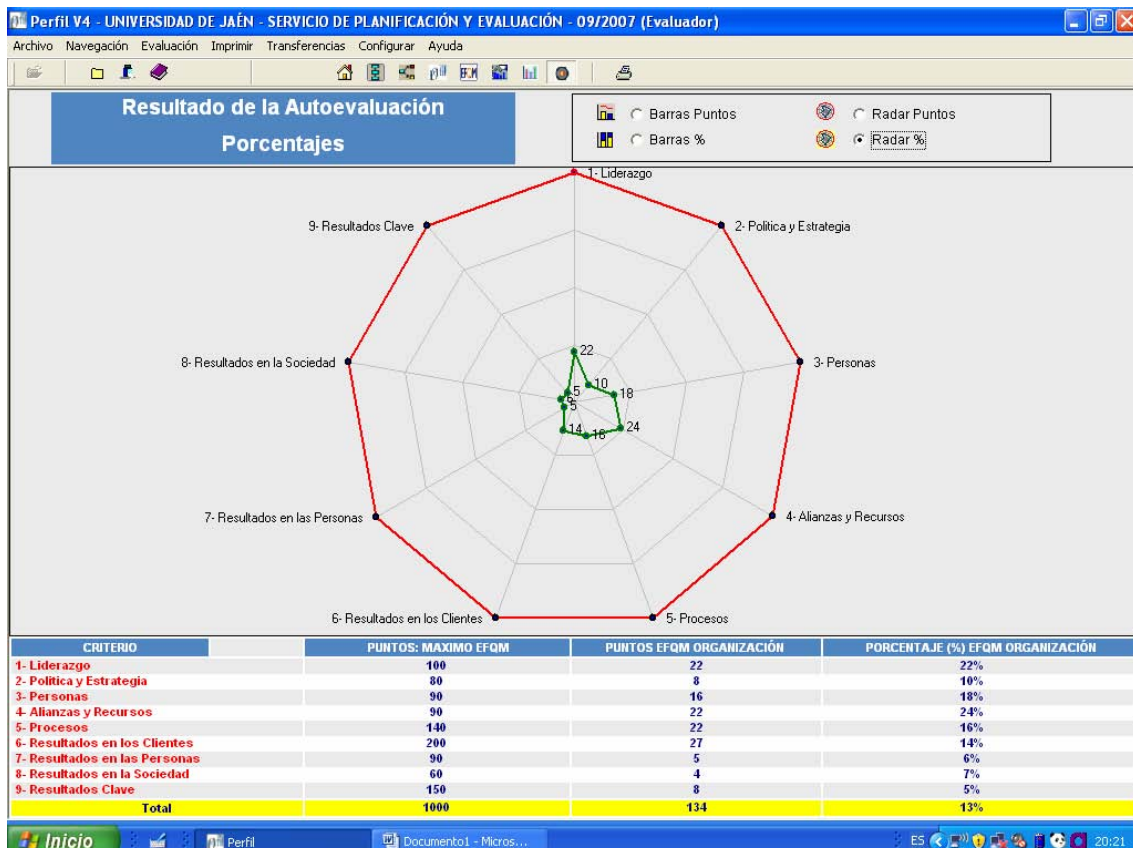 Perfil V4 - UNIVERSIDAD DE JAÉN - SERVICIO DE PLANIFICACIÓN Y EVALUACIÓN - 09/2007 (Evaluador)
Archivo Navegación Evaluación Imprimir Transferencias Configurar Ayuda
Resultado de la Autoevaluación
Porcentajes
Barras Puntos Radar Puntos
Barras % Radar %
1- Liderazgo
9- Resultados Clave 2- Politica y Estrategia
8- Resultados en la Sociedad 3- Personas
22
10
5 18
5
14 16 24
7- Resultados en las Personas 4- Alianzas y Recursos
6- Resultados en los Clientes 5- Procesos
CRITERIO PUNTOS: MAXIMO EFQM PUNTOS EFQM ORGANIZACIÓN PORCENTAJE (%) EFQM ORGANIZACIÓN
1- Liderazgo 100 22 22%
2- Politica y Estrategia 80 8 10%
3- Personas 90 16 18%
4- Alianzas y Recursos 90 22 24%
5- Procesos 140 22 16%
6- Resultados en los Clientes 200 27 14%
7- Resultados en las Personas 90 5 6%
8- Resultados en la Sociedad 60 4 7%
9- Resultados Clave 150 8 5%
Total 1000 134 13%
Inicio Perfil Documento1 - Micros... ES 20:21